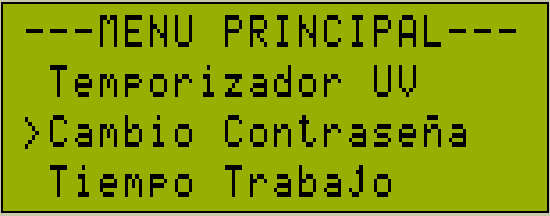 ---MENU PRINCIPAL---
Temporizador UV
>Cambio Contraseña
Tiempo Trabajo